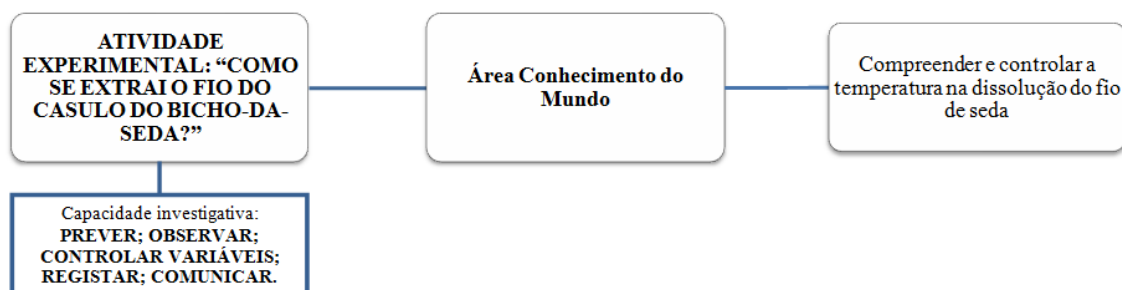 ATIVIDADE
EXPERIMENTAL: “COMO
SE EXTRAI O FIO DO
CASULO DO BICHO-DA-
SEDA?”
Capacidade investigativa:
PREVER; OBSERVAR;
CONTROLAR VARIÁVEIS;
REGISTAR; COMUNICAR.
Área Conhecimento do
Mundo
Compreender e controlar a
temperatura na dissolução do fio
de seda